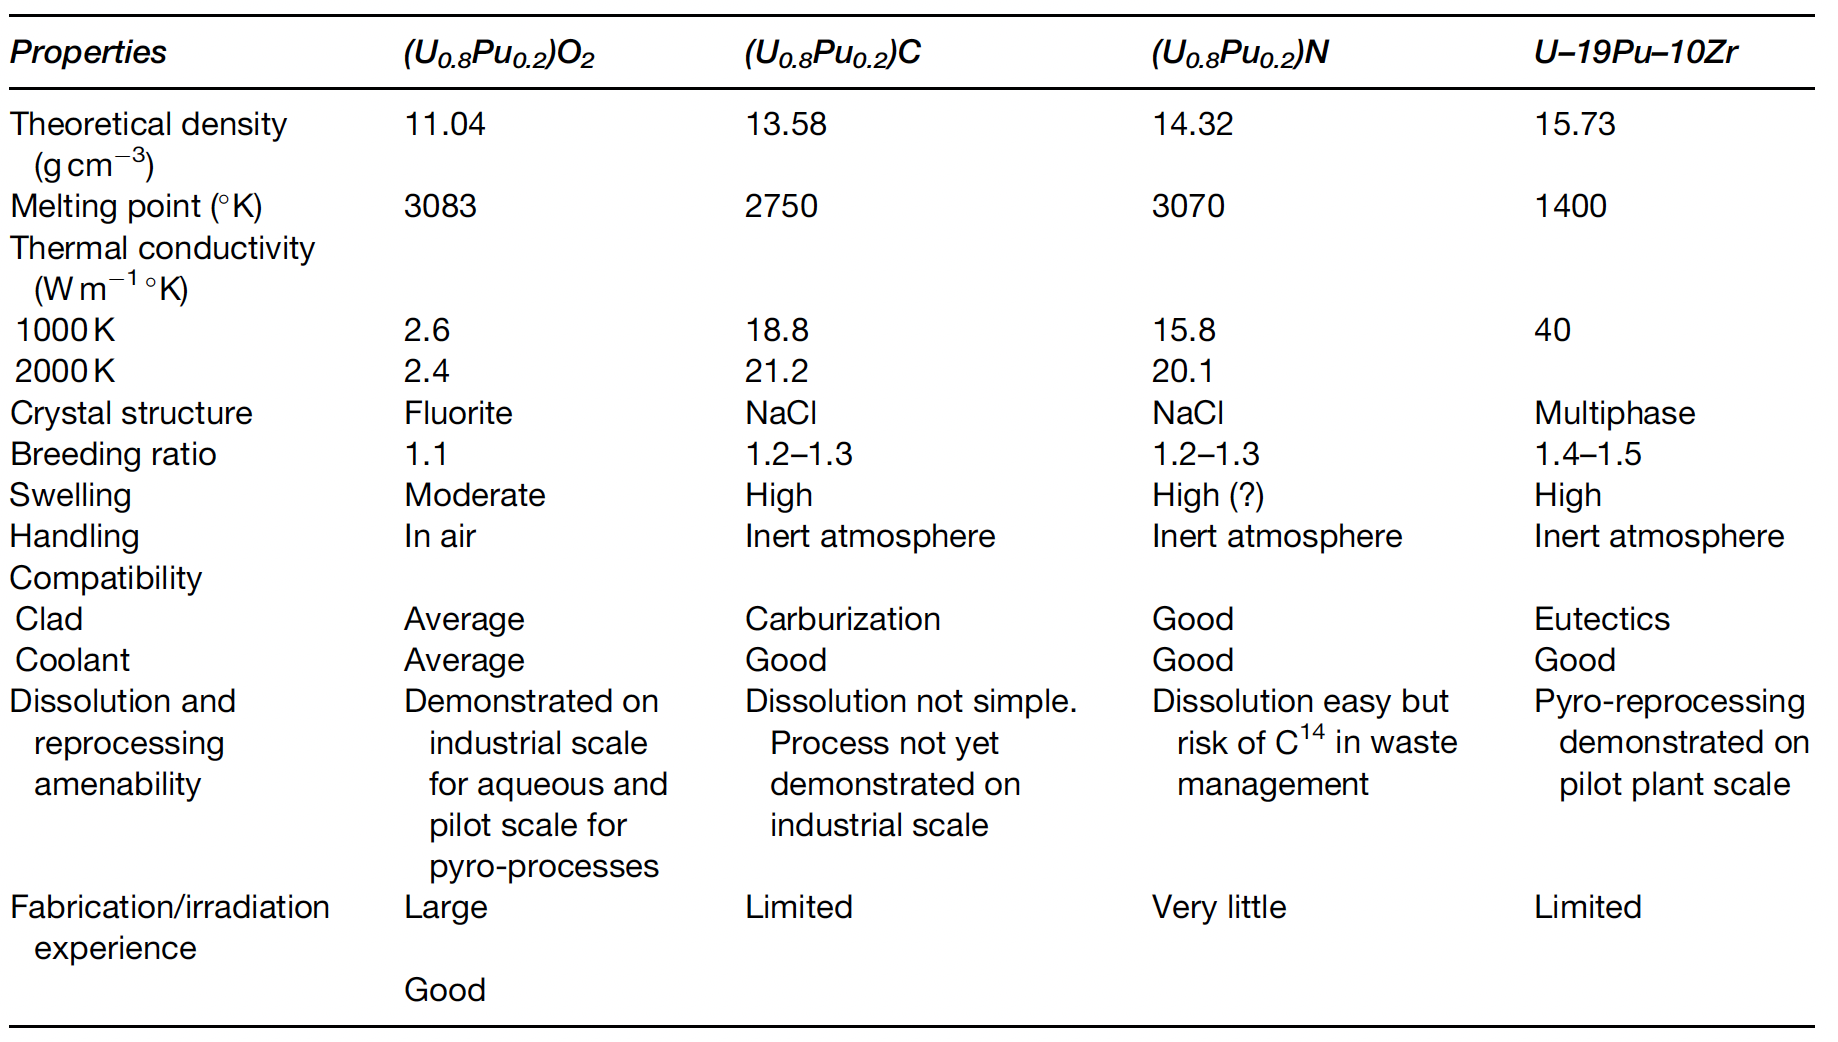 Properties (U0.8Pu0.2)O2 (U0.8Pu0.2)C (U0.8Pu0.2)N U–19Pu–10Zr
Theoretical density 11.04 13.58 14.32 15.73
(g cm−3)
Melting point (°K) 3083 2750 3070 1400
Thermal conductivity
(W m−1 °K)
1000 K 2.6 18.8 15.8 40
2000 K 2.4 21.2 20.1
Crystal structure Fluorite NaCl NaCl Multiphase
Breeding ratio 1.1 1.2–1.3 1.2–1.3 1.4–1.5
Swelling Moderate High High (?) High
Handling In air Inert atmosphere Inert atmosphere Inert atmosphere
Compatibility
Clad Average Carburization Good Eutectics
Coolant Average Good Good Good
Dissolution and Demonstrated on Dissolution not simple. Dissolution easy but Pyro-reprocessing
reprocessing industrial scale Process not yet risk of C14 in waste demonstrated on
amenability for aqueous and demonstrated on management pilot plant scale
pilot scale for industrial scale
pyro-processes
Fabrication/irradiation Large Limited Very little Limited
experience
Good